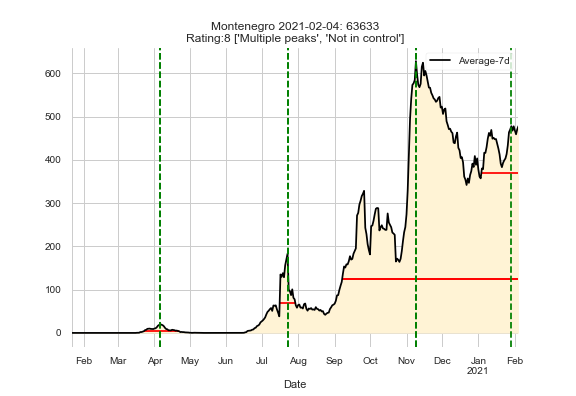 Montenegro 2021-02-04: 63633
Rating:8 ['Multiple peaks', 'Not in control']
Average-7d
600
500
400
300
200
100
0
Feb Mar Apr May Jun Jul Aug Sep Oct Nov Dec Jan Feb
2021
Date